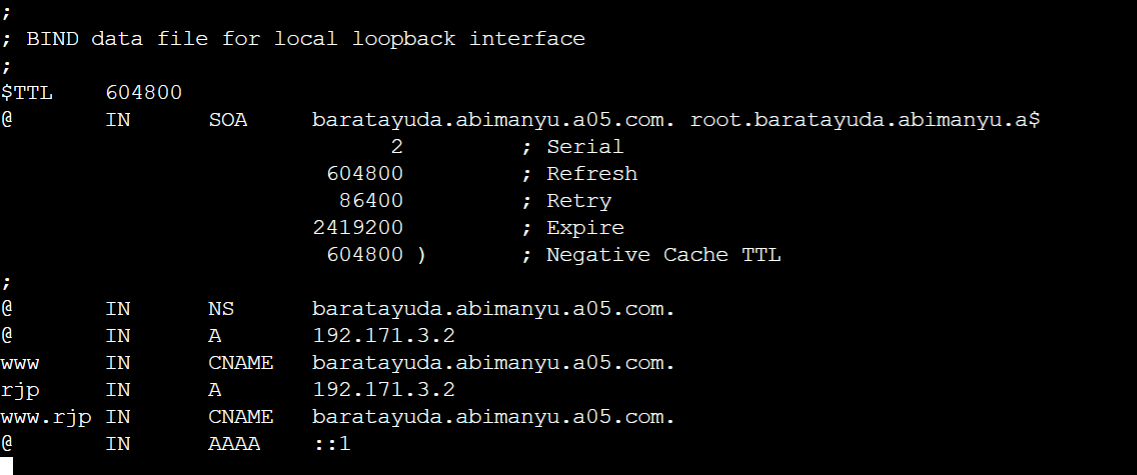 ;
; BIND data file for local loopback interface
;
$TTL    604800
@       IN      SOA     baratayuda.abimanyu.a05.com. root.baratayuda.abimanyu.a$
                              2         ; Serial
                         604800         ; Refresh
                          86400         ; Retry
                        2419200         ; Expire
                         604800 )       ; Negative Cache TTL
;
@       IN      NS      baratayuda.abimanyu.a05.com.
@       IN      A       192.171.3.2
www     IN      CNAME   baratayuda.abimanyu.a05.com.
rjp     IN      A       192.171.3.2
www.rjp IN      CNAME   baratayuda.abimanyu.a05.com.
@       IN      AAAA    ::1